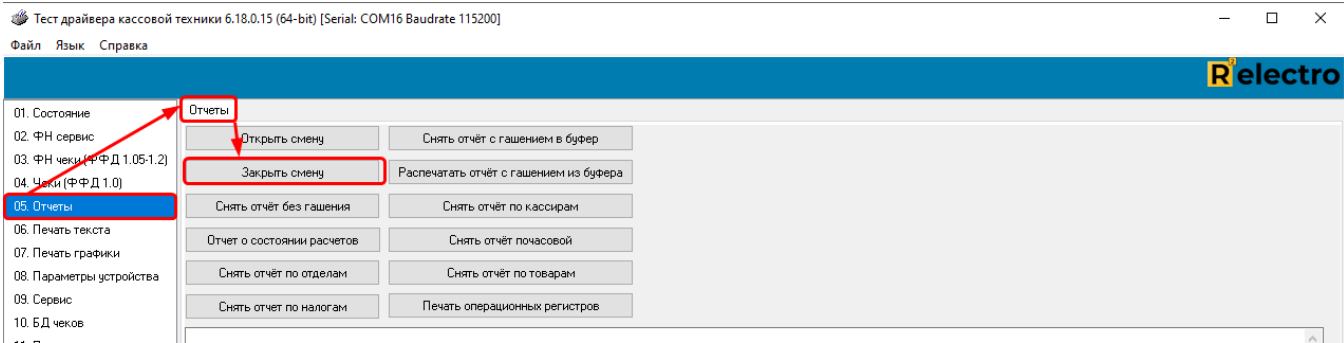 Тест драйвера кассовой техники 6.18.0.15 (64-bit) [Serial: COM16 Baudrate 115200]
Файл Язык Справка
R2electro
01. Состояние
02. ФН сервис
03. ФН чеки (ФФД 1.05-1.2)
04. Чеки (ФФД 1.0)
05. Отчеты
06. Печать текста
07. Печать графики
08. Параметры устройства
09. Сервис
10. БД чеков
Отчеты
Открыть смену Снять отчёт с гашением в буфер
Закрыть смену Распечатать отчёт с гашением из буфера
Снять отчёт без гашения Снять отчёт по кассирам
Отчет о состоянии расчетов Снять отчёт почасовой
Снять отчёт по отделам Снять отчёт по товарам
Снять отчет по налогам Печать операционных регистров